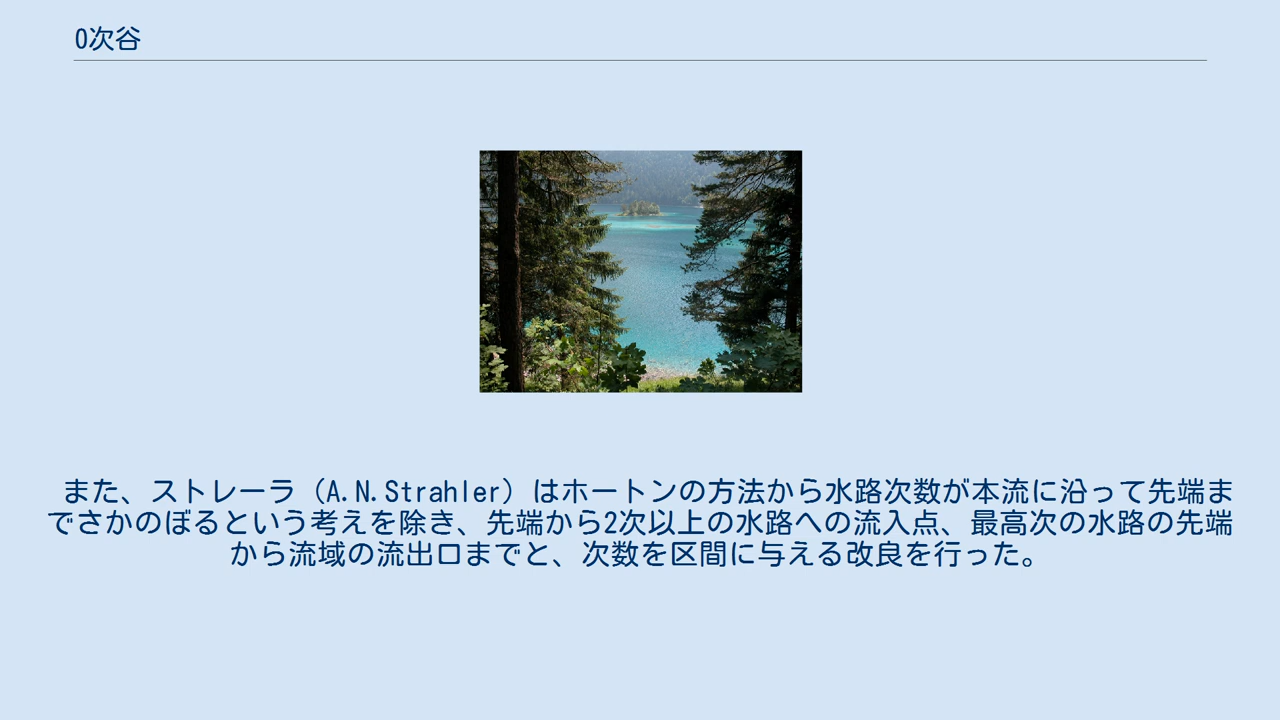 0次谷
また、ストレーラ（A.N.Strahler）はホートンの方法から水路次数が本流に沿って先端ま
でさかのぼるという考えを除き、先端から2次以上の水路への流入点、最高次の水路の先端
から流域の流出口までと、次数を区間に与える改良を行った。